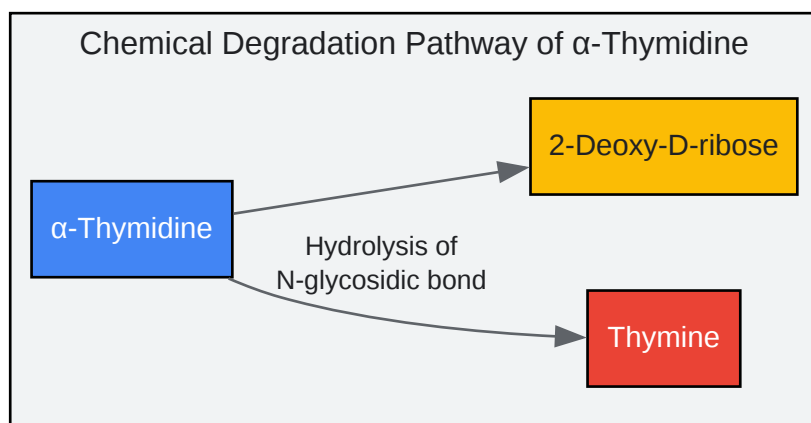 Chemical Degradation Pathway of α-Thymidine
2-Deoxy-D-ribose
α-Thymidine
Hydrolysis of
N-glycosidic bond
Thymine